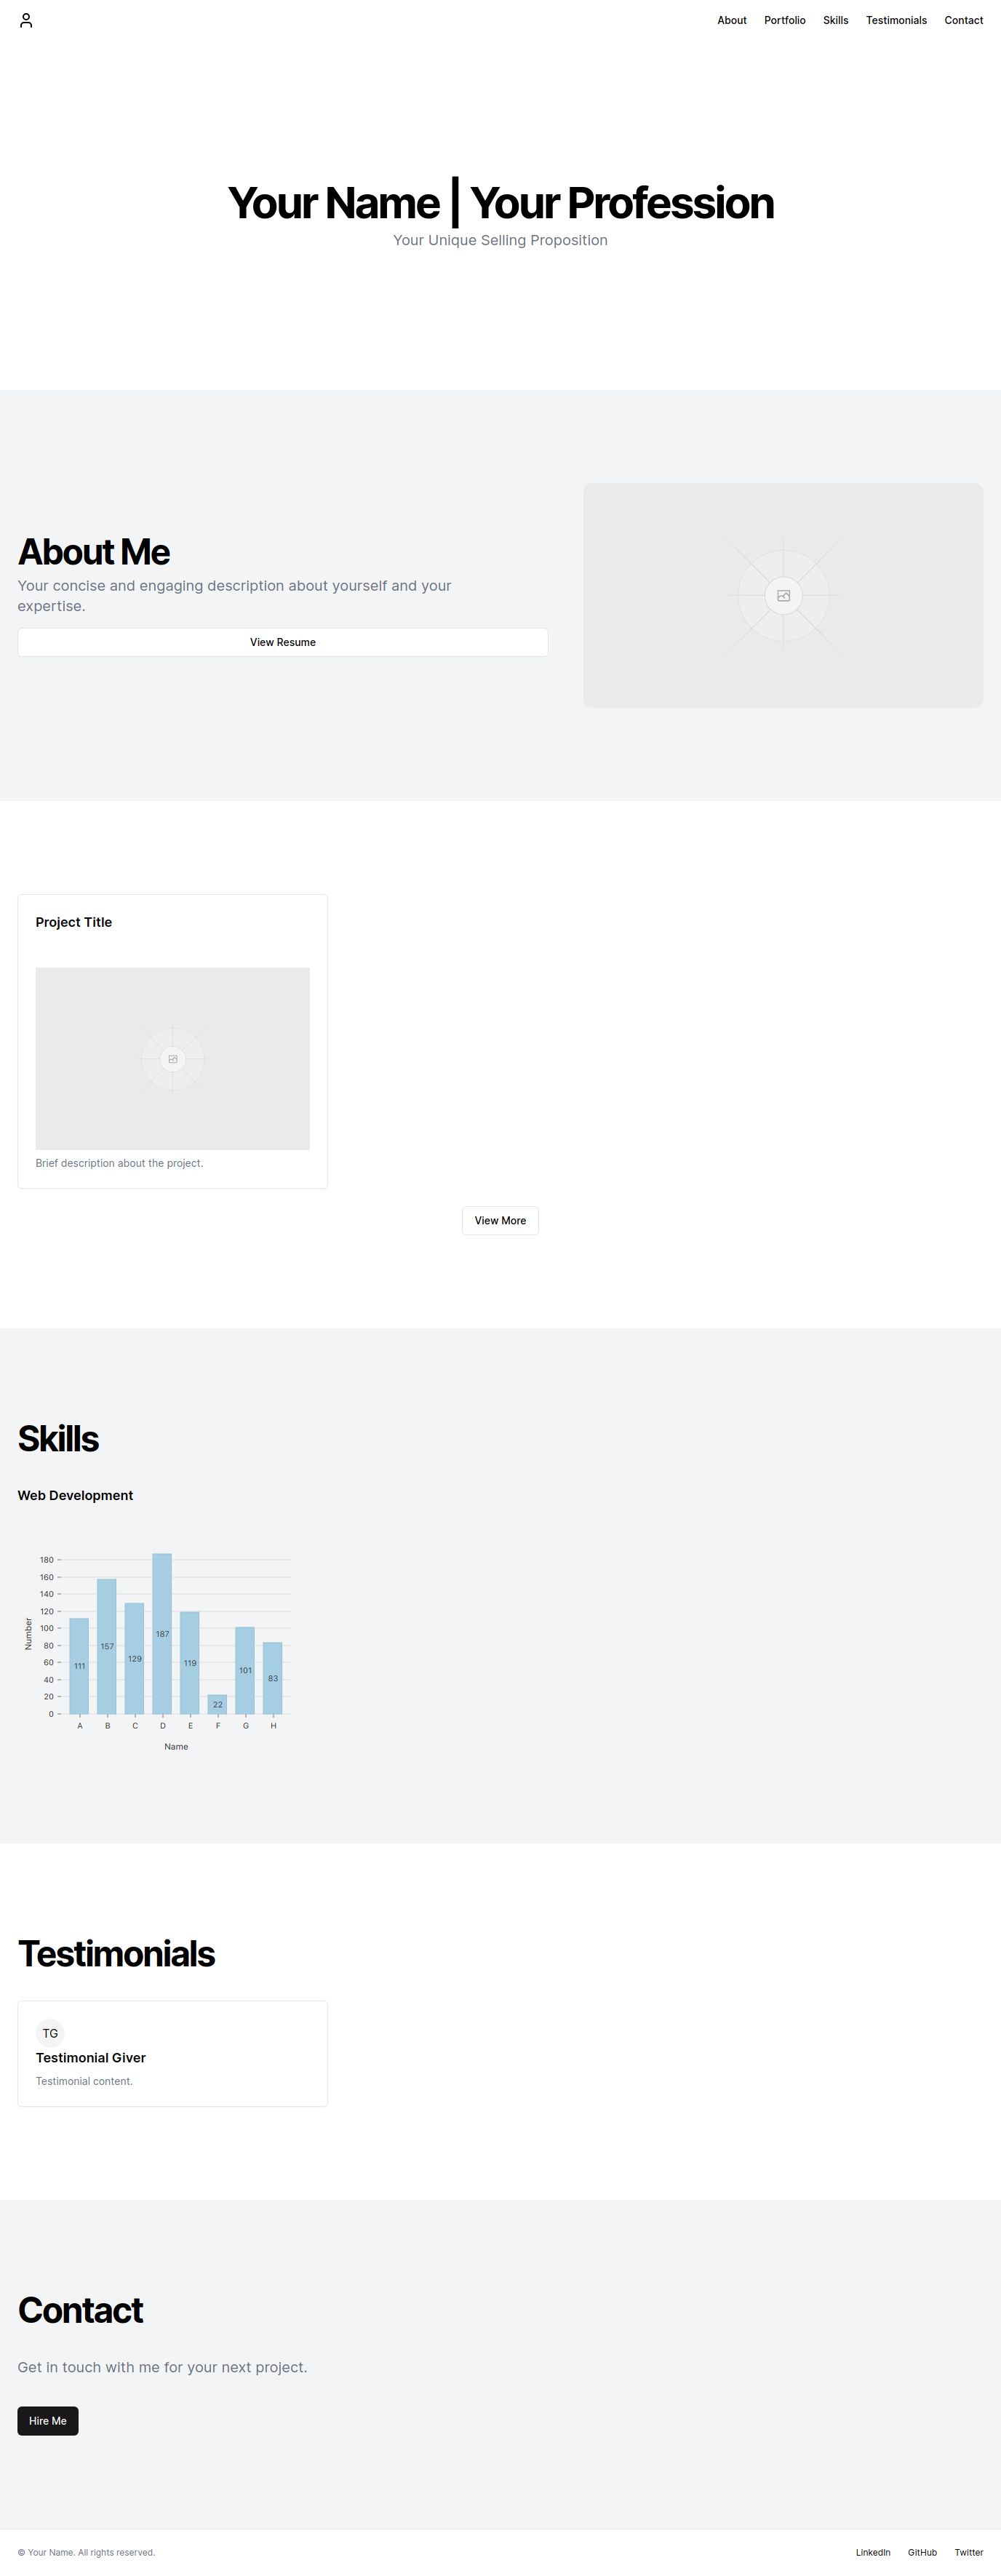 About Portfolio Skills Testimonials Contact
Your Name | Your Profession
Your Unique Selling Proposition
About Me
Your concise and engaging description about yourself and your
expertise.
View Resume
Project Title
Brief description about the project.
View More
Skills
Web Development
180
160
140
120
100
80
60
40
20
0
Number
111
157
129
187
119
22
101
83
A B C D E F G H
Name
Testimonials
TG
Testimonial Giver
Testimonial content.
Contact
Get in touch with me for your next project.
Hire Me
© Your Name. All rights reserved.
LinkedIn GitHub Twitter